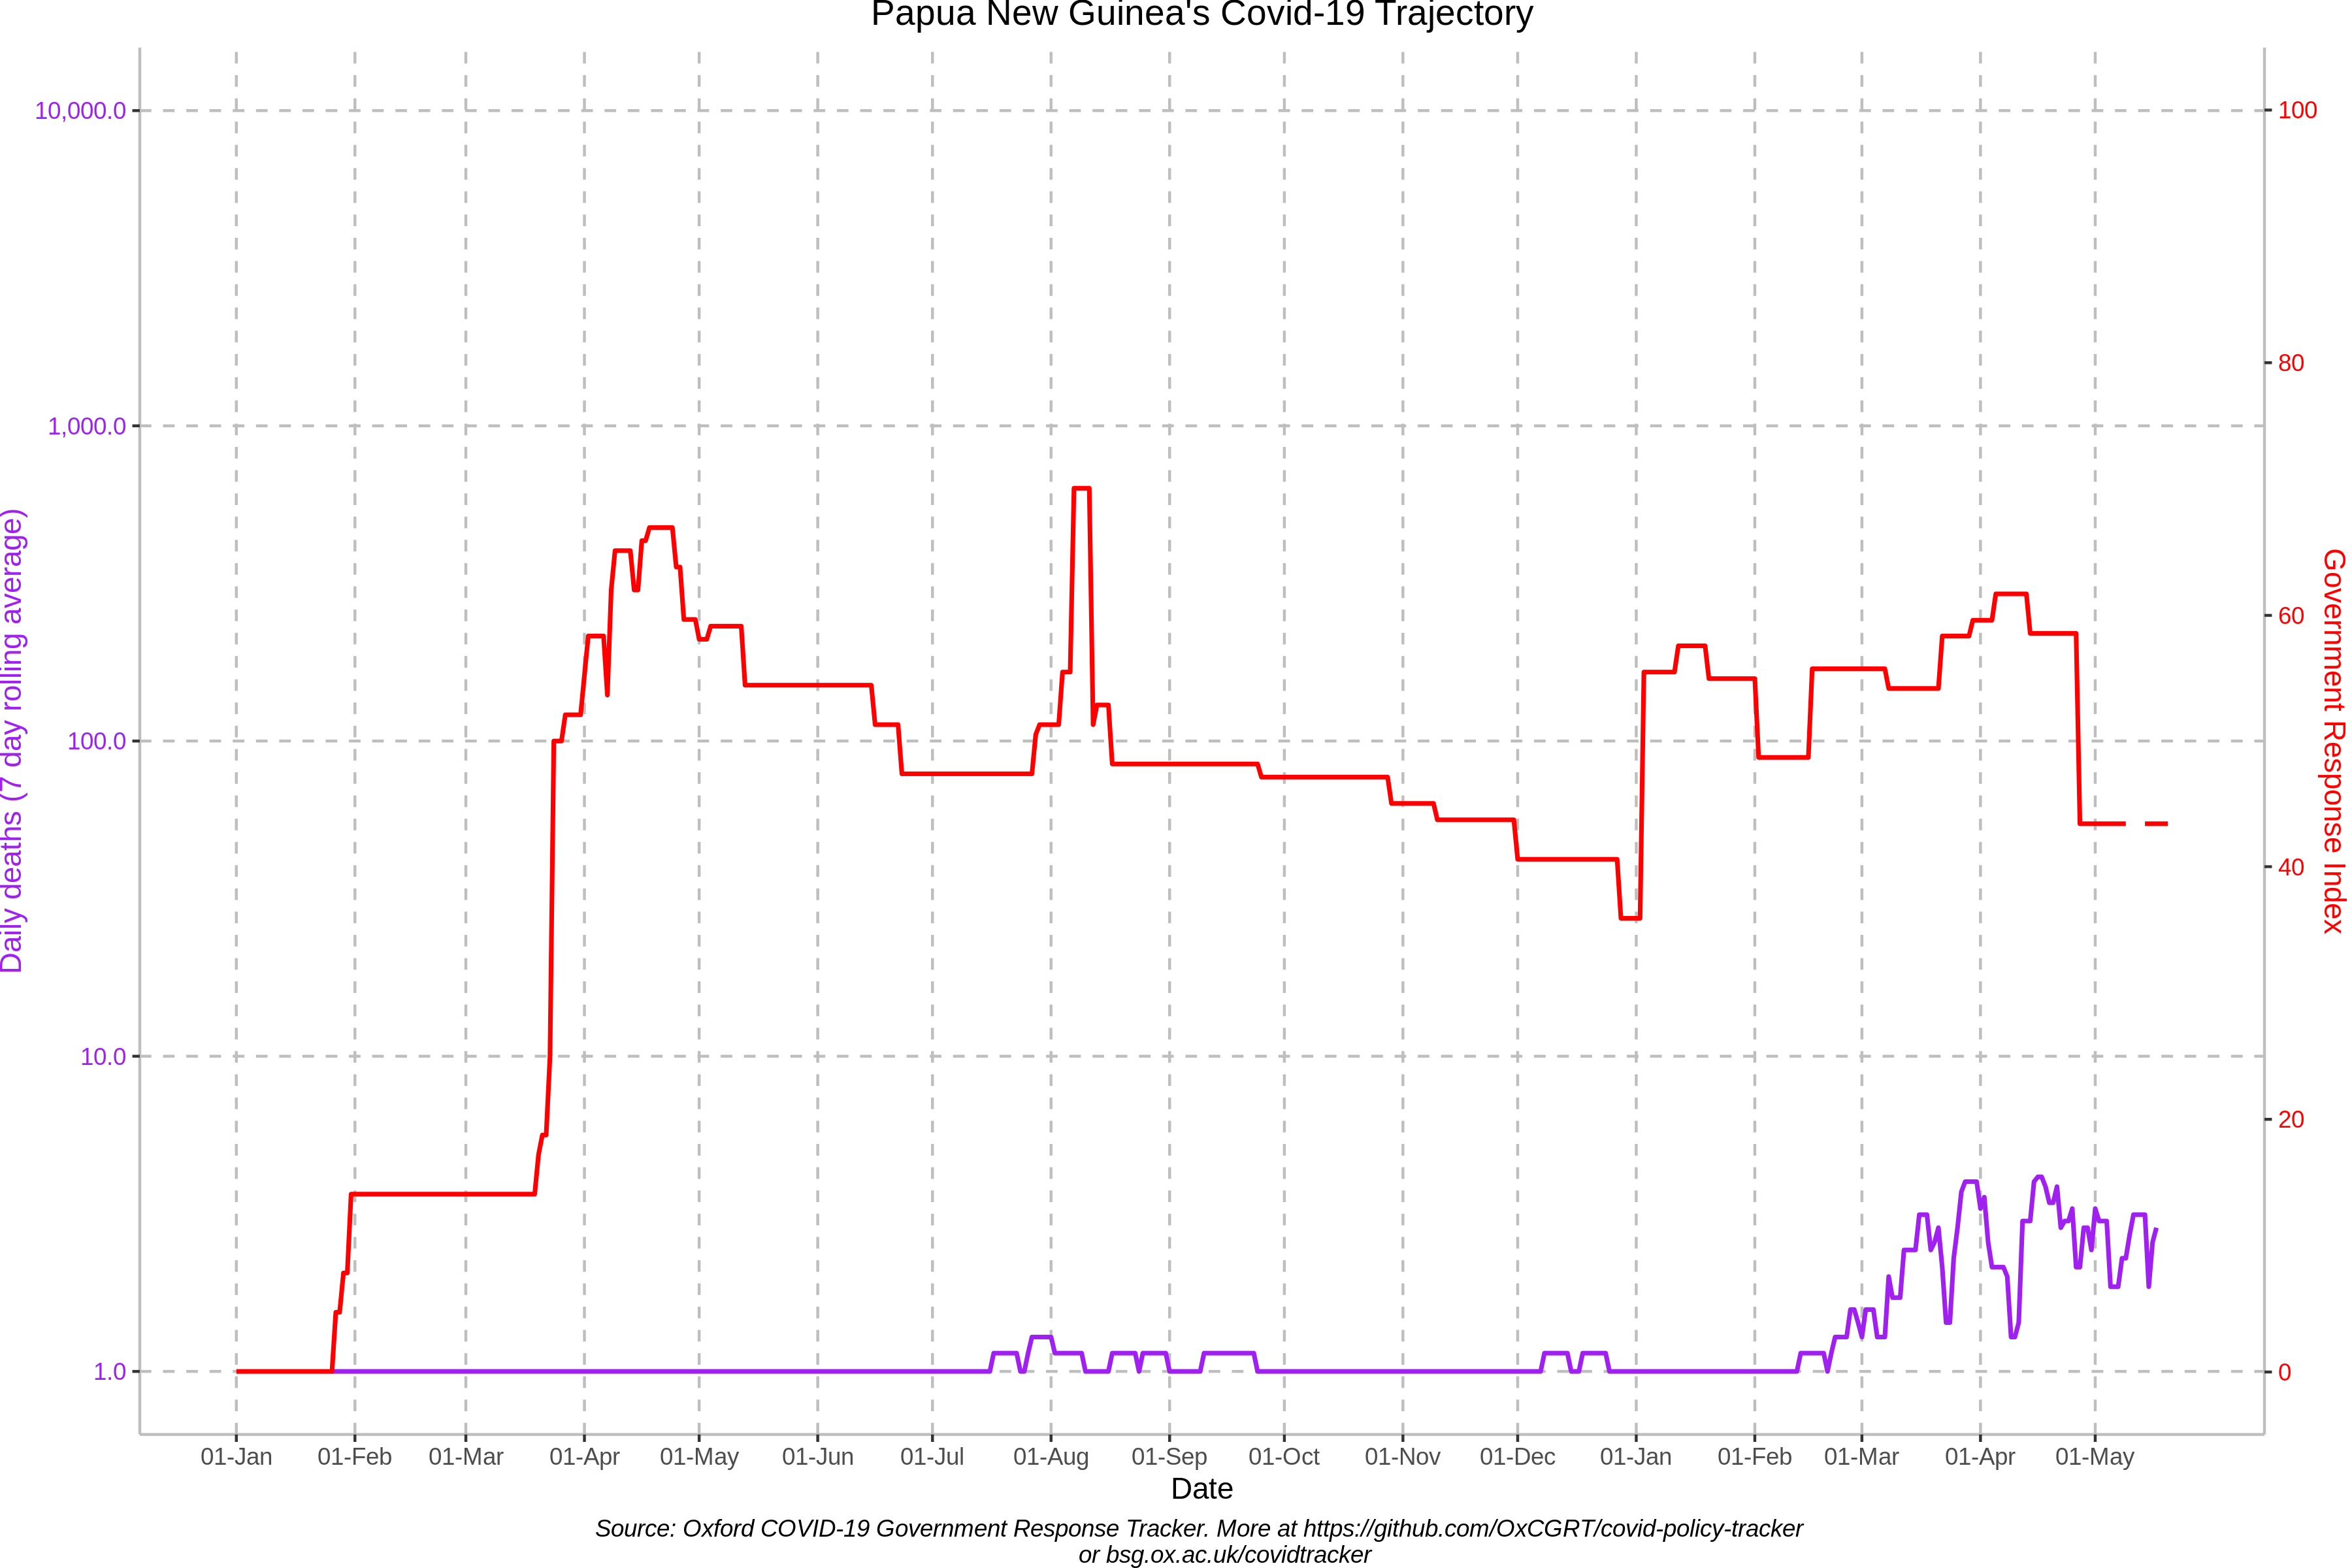 Papua New Guinea's Covid-19 Trajectory
10,000.0
1,000.0
100.0
10.0
1.0
Daily deaths (7 day rolling average)
100
80
60
40
20
0
Government Response Index
01-Jan 01-Feb 01-Mar 01-Apr 01-May 01-Jun 01-Jul 01-Aug 01-Sep 01-Oct 01-Nov 01-Dec 01-Jan 01-Feb 01-Mar 01-Apr 01-May
Date
Source: Oxford COVID-19 Government Response Tracker. More at https://github.com/OxCGRT/covid-policy-tracker
or bsg.ox.ac.uk/covidtracker